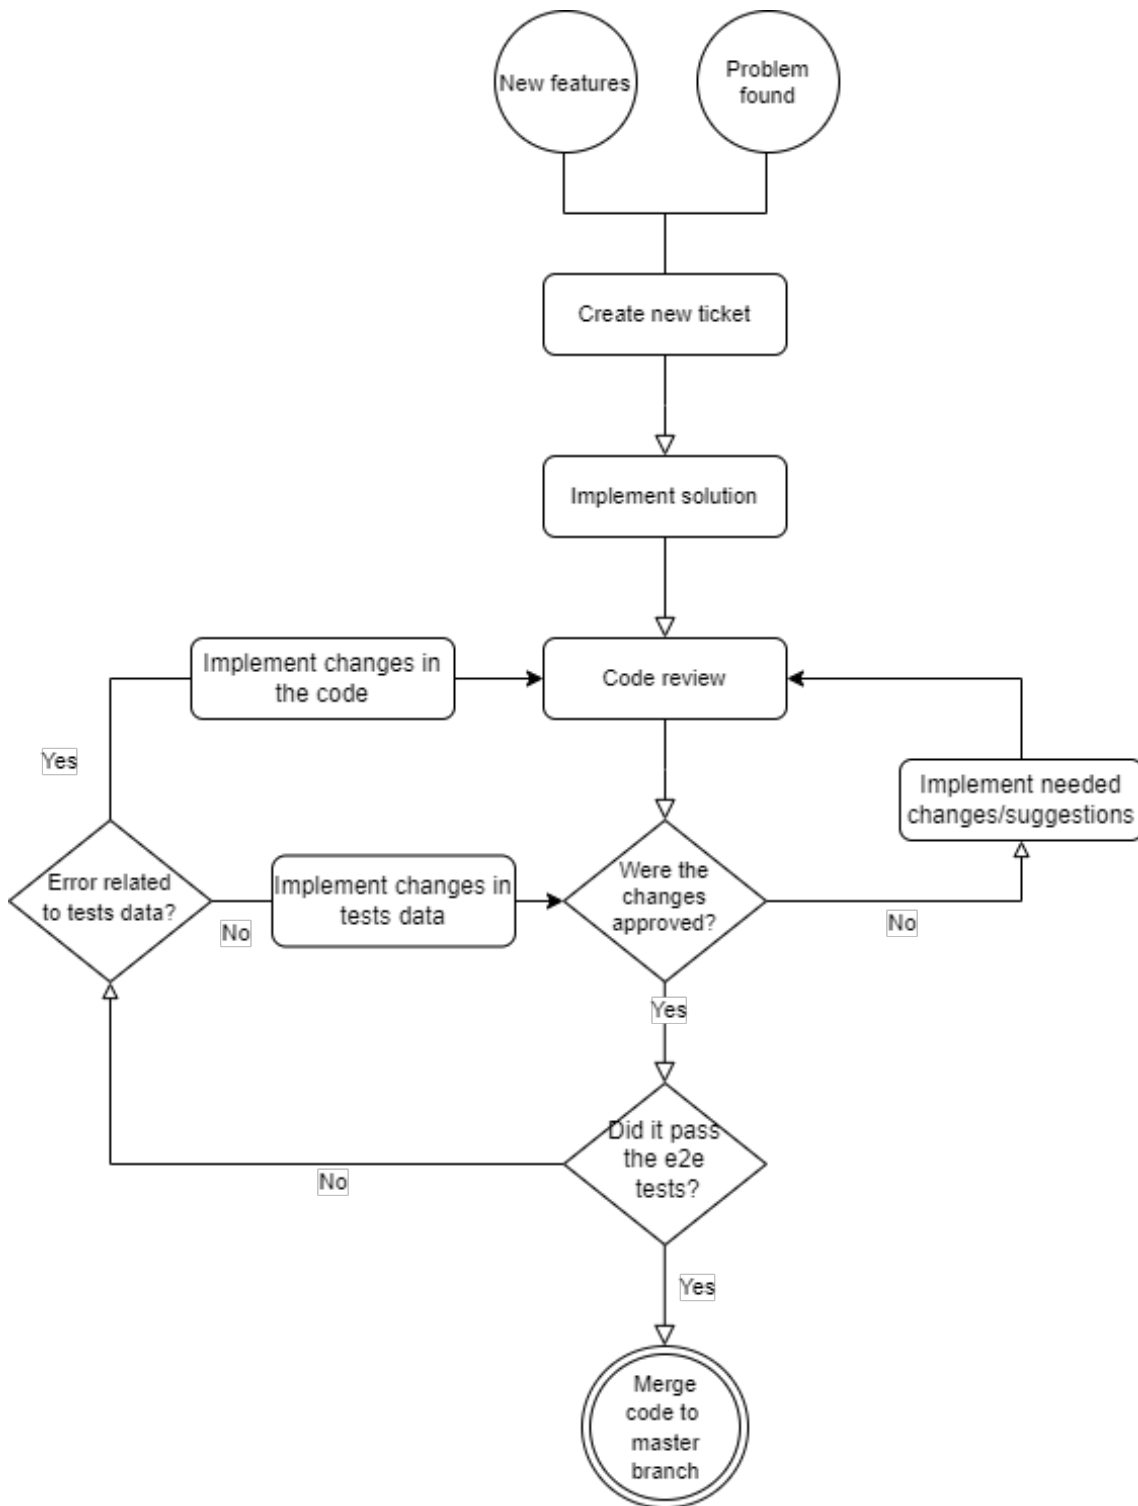 New features
Problem
found
Create new ticket
Implement solution
Implement changes in
the code
Code review
Yes
Implement needed
changes/suggestions
Error related
to tests data?
No
Implement changes in
tests data
Were the
changes
approved?
No
Yes
Did it pass
the e2e
tests?
No
Yes
Merge
code to
master
branch